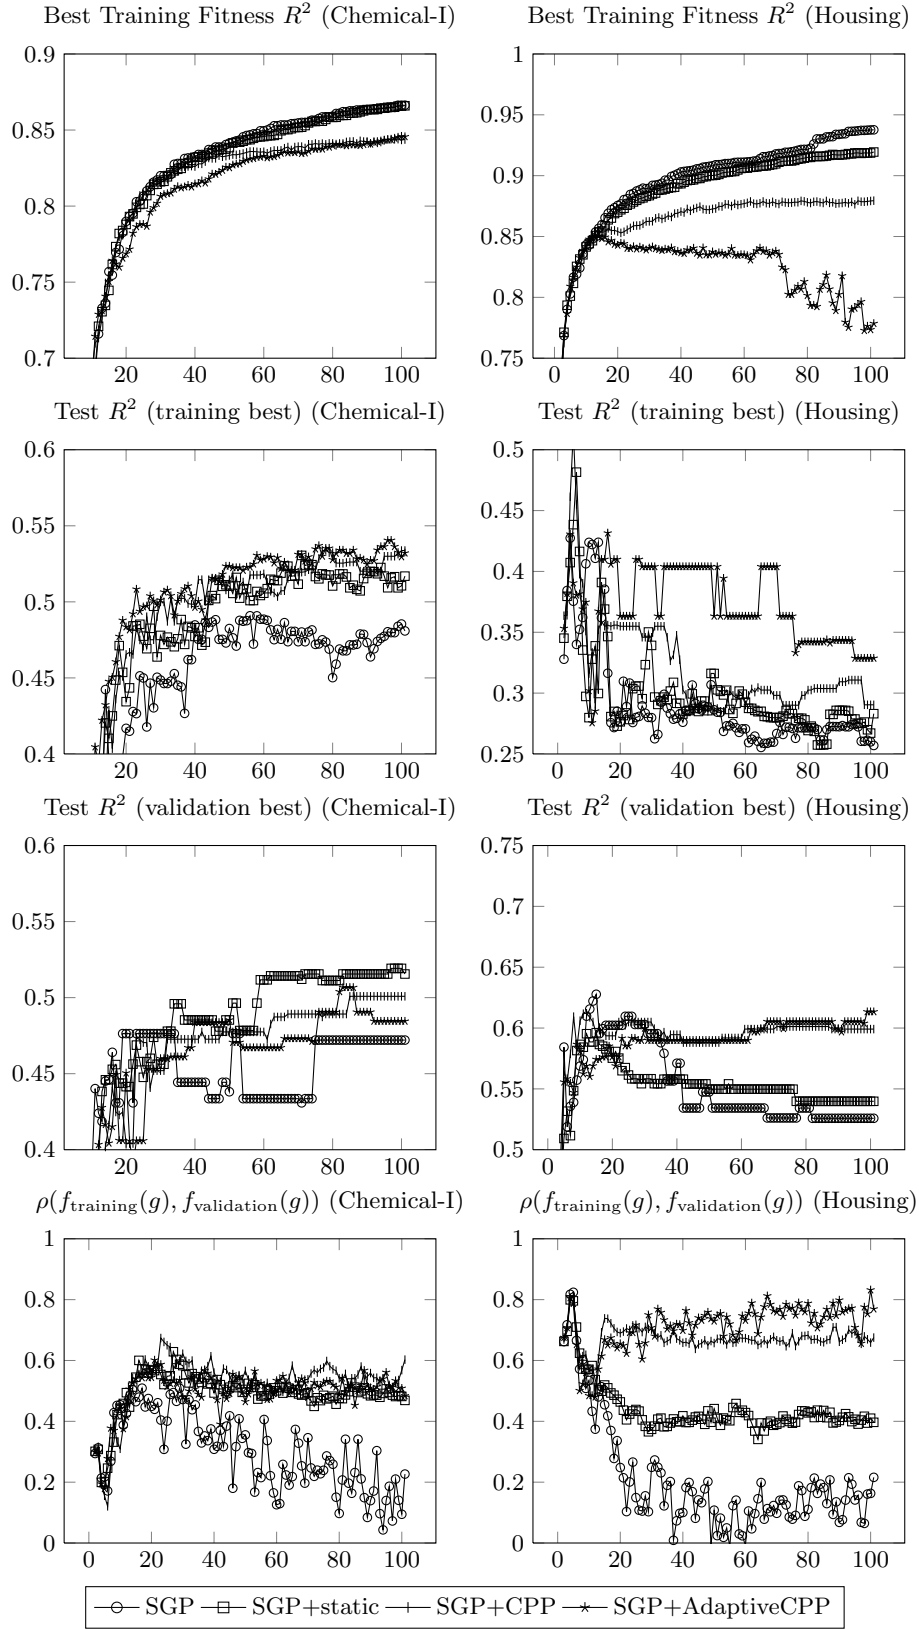 Best Training Fitness R² (Chemical-I)
Best Training Fitness R² (Housing)
0.9
0.85
0.8
0.75
0.7
20 40 60 80 100
1
0.95
0.9
0.85
0.8
0.75
0 20 40 60 80 100
Test R² (training best) (Chemical-I)
Test R² (training best) (Housing)
0.6
0.55
0.5
0.45
0.4
20 40 60 80 100
0.5
0.45
0.4
0.35
0.3
0.25
0 20 40 60 80 100
Test R² (validation best) (Chemical-I)
Test R² (validation best) (Housing)
0.6
0.55
0.5
0.45
0.4
20 40 60 80 100
0.75
0.7
0.65
0.6
0.55
0.5
0 20 40 60 80 100
ρ(f_training(g), f_validation(g)) (Chemical-I)
ρ(f_training(g), f_validation(g)) (Housing)
1
0.8
0.6
0.4
0.2
0
0 20 40 60 80 100
1
0.8
0.6
0.4
0.2
0
0 20 40 60 80 100
SGP SGP+static SGP+CPP SGP+AdaptiveCPP